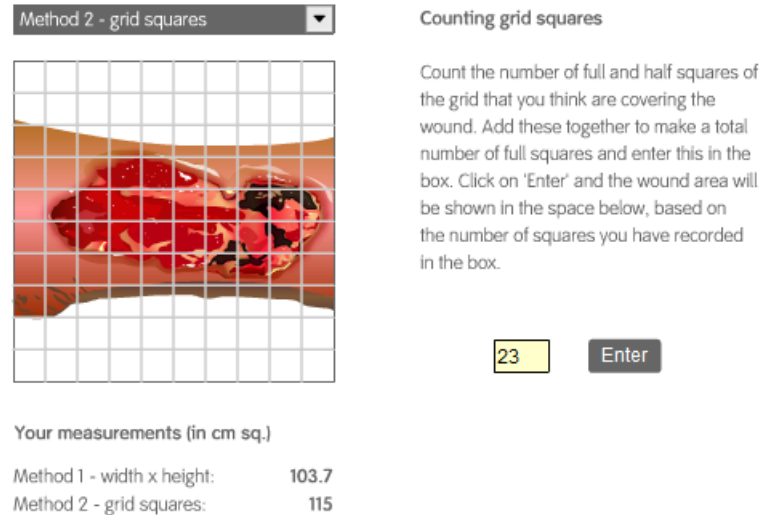 Method 2 - grid squares
Counting grid squares
Count the number of full and half squares of
the grid that you think are covering the
wound. Add these together to make a total
number of full squares and enter this in the
box. Click on 'Enter' and the wound area will
be shown in the space below, based on
the number of squares you have recorded
in the box.
23
Enter
Your measurements (in cm sq.)
Method 1 - width x height: 103.7
Method 2 - grid squares: 115